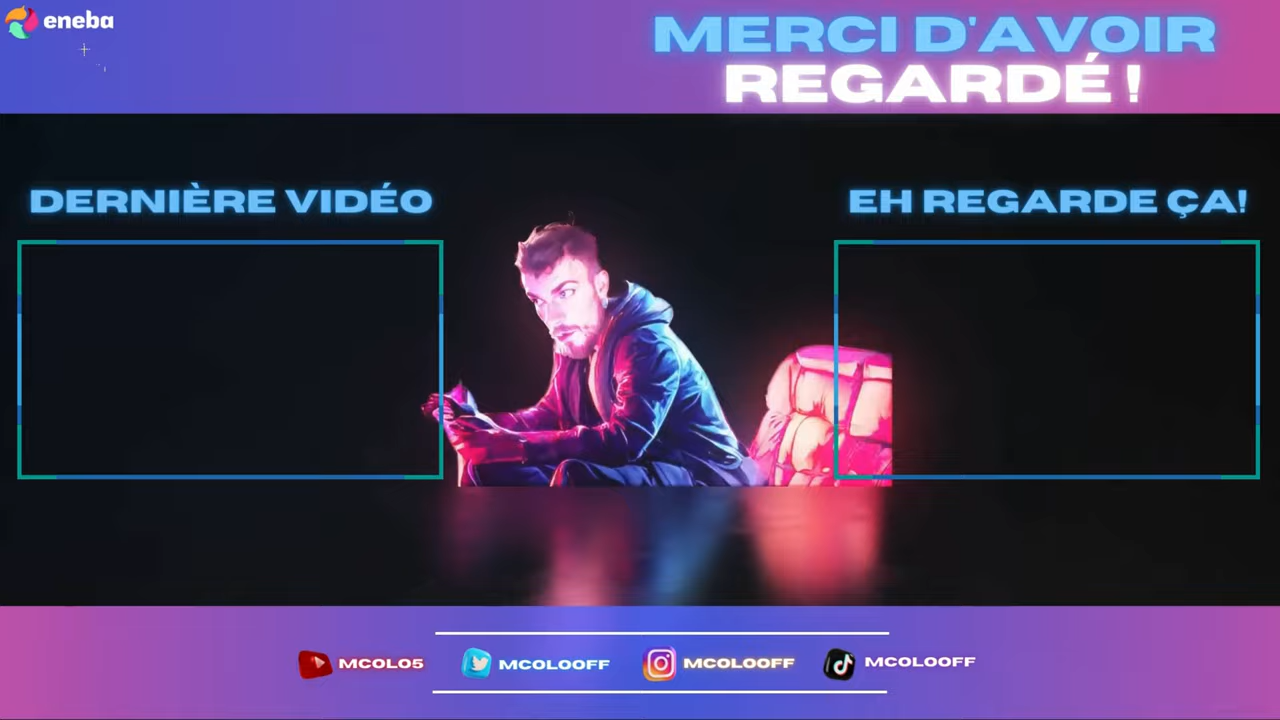 eneba
MERCI D'AVOIR
REGARDÉ !
DERNIÈRE VIDÉO
EH REGARDE ÇA!
MCOLO5
MCOLOOFF
MCOLOOFF
MCOLOOFF